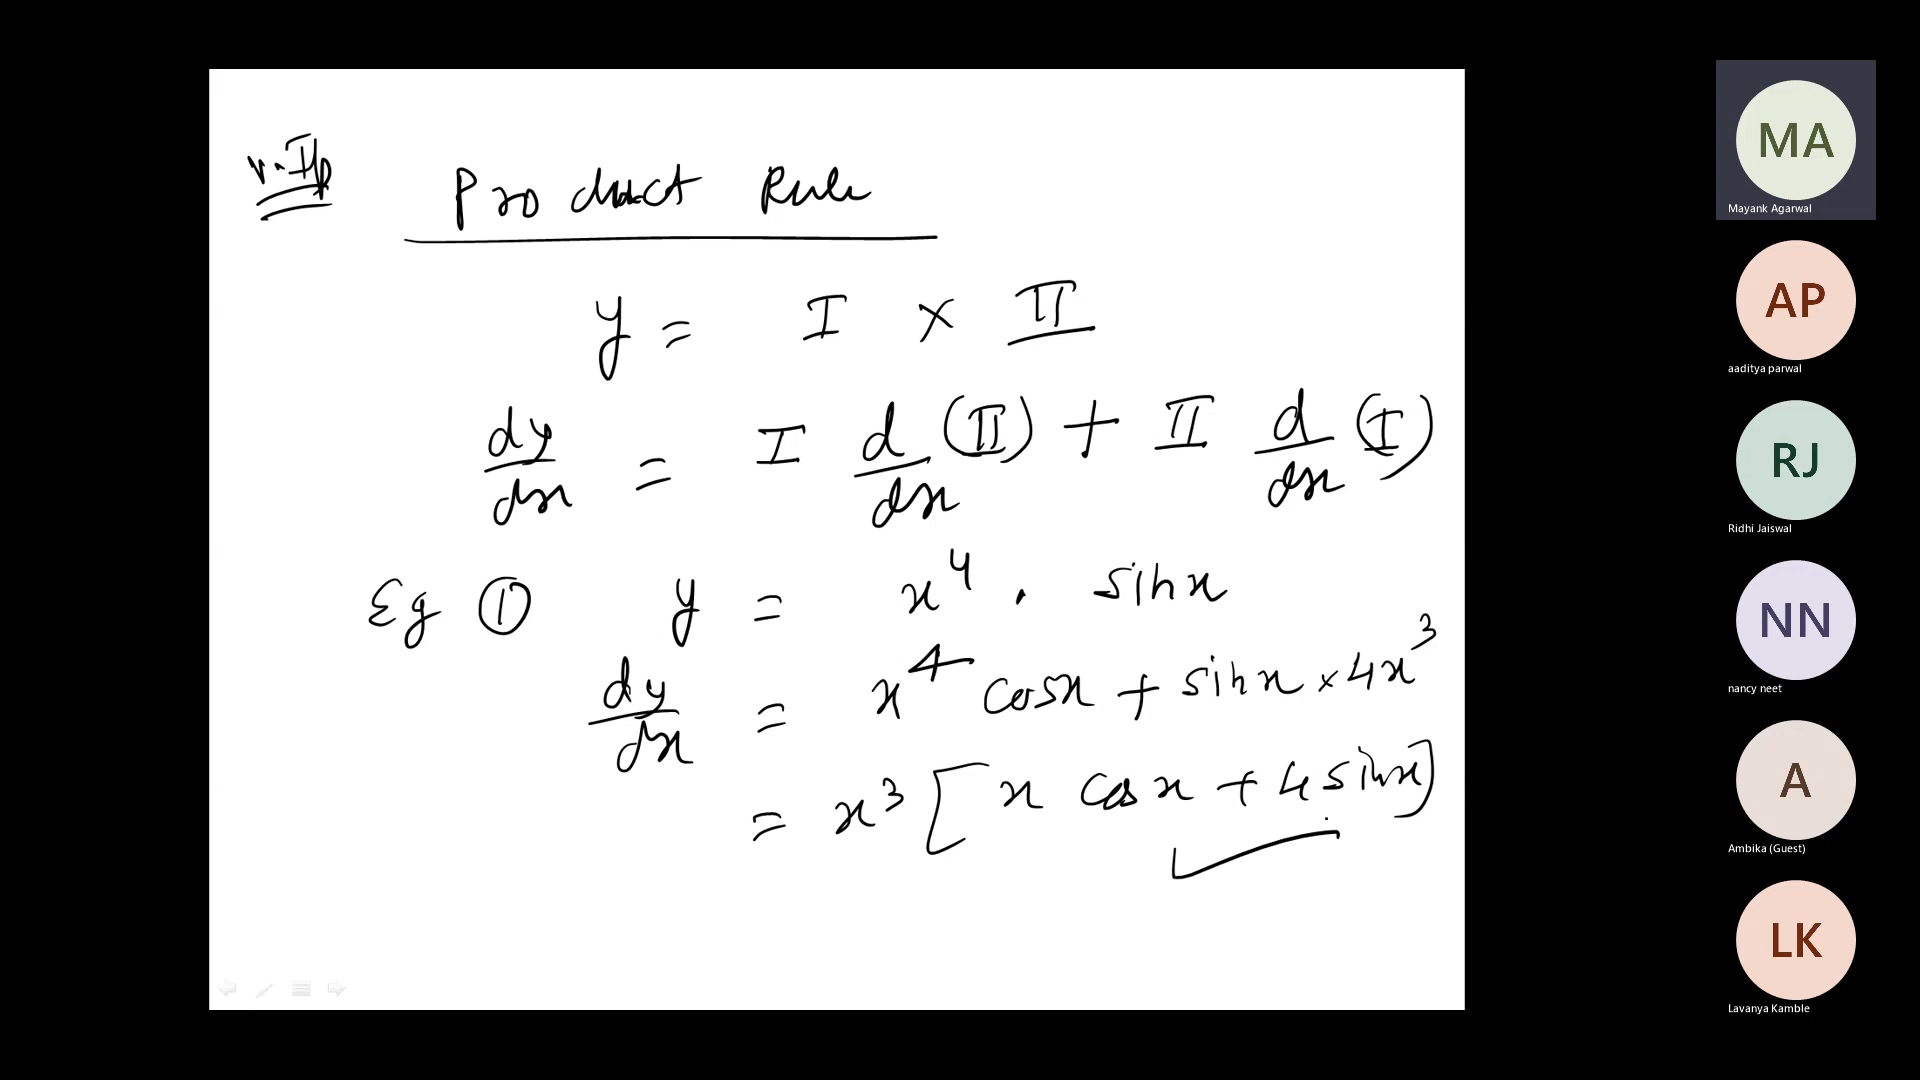 v.Ip
Product Rule
y = I × II
dy/dx = I d/dx (II) + II d/dx (I)
Eg ① y = x⁴ . sinx
dy/dx = x⁴ cosx + sinx × 4x³
= x³ [x cos x + 4 sinx]
MA
Mayank Agarwal
AP
aaditya parwal
RJ
Ridhi Jaiswal
NN
nancy neet
A
Ambika (Guest)
LK
Lavanya Kamble